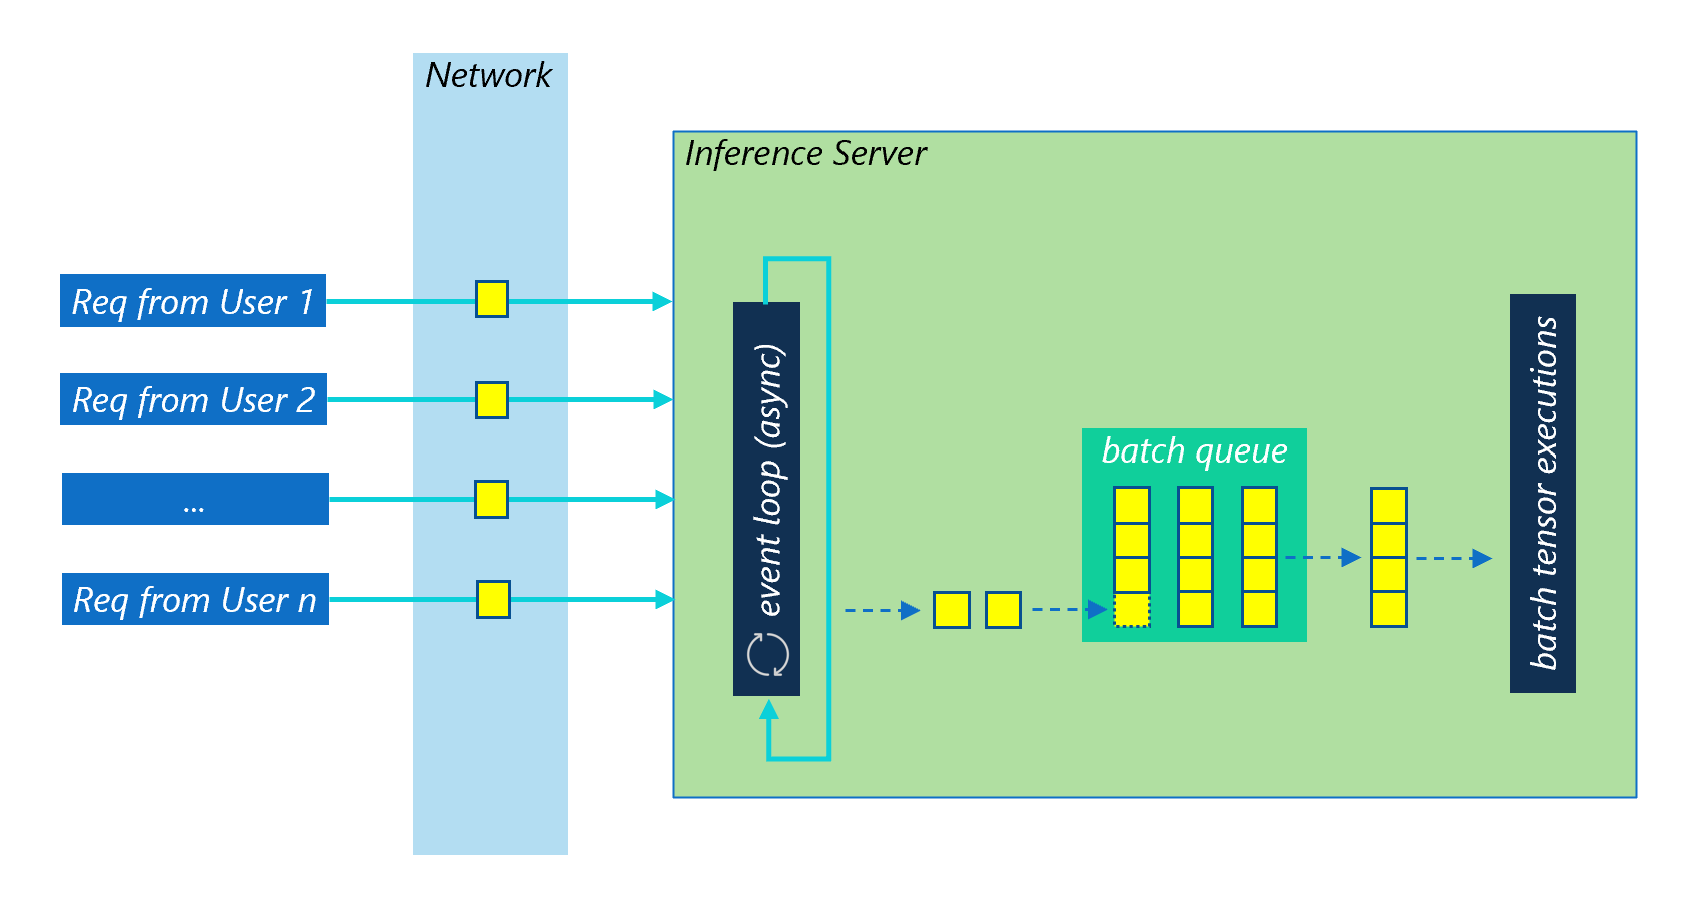 Network
Inference Server
Req from User 1
Req from User 2
...
Req from User n
event loop (async)
batch queue
batch tensor executions